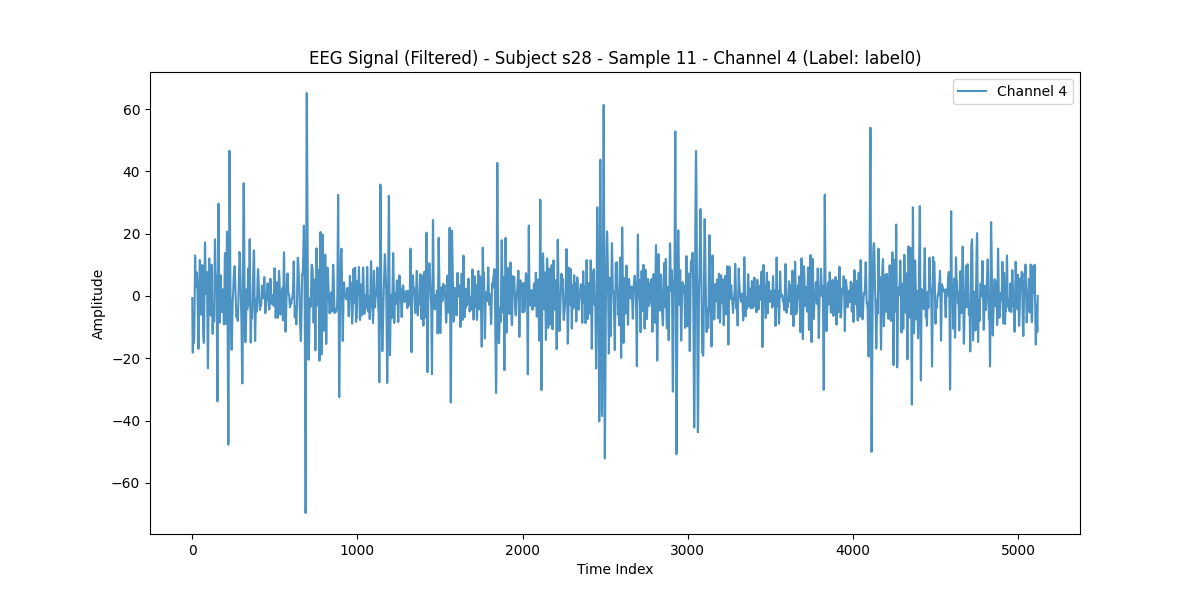 EEG Signal (Filtered) - Subject s28 - Sample 11 - Channel 4 (Label: label0)
Channel 4
60
40
20
0
−20
−40
−60
Amplitude
0 1000 2000 3000 4000 5000
Time Index